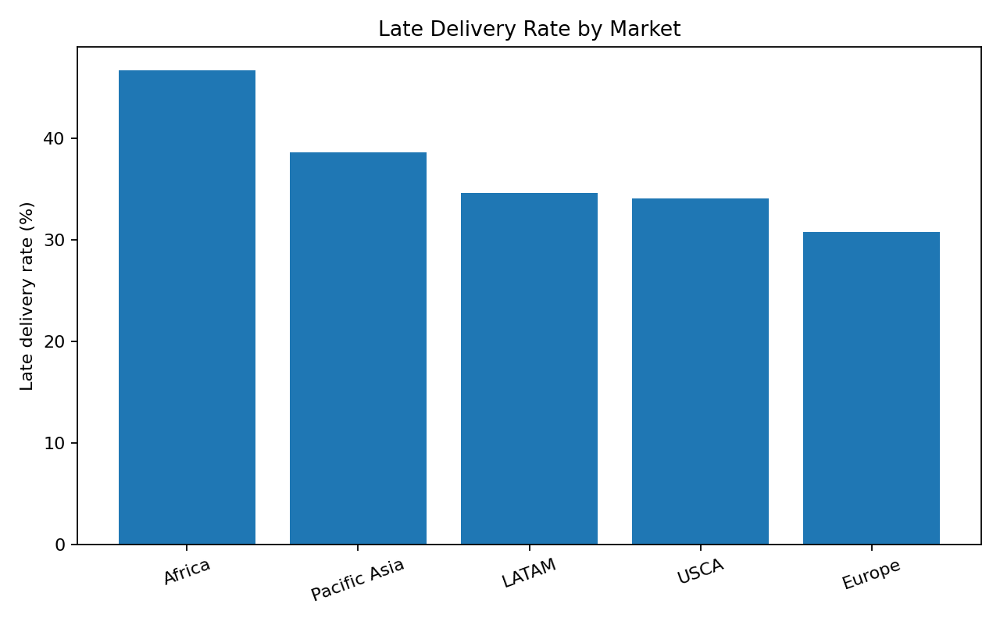 Late Delivery Rate by Market
Late delivery rate (%)
40
30
20
10
0
Africa
Pacific Asia
LATAM
USCA
Europe